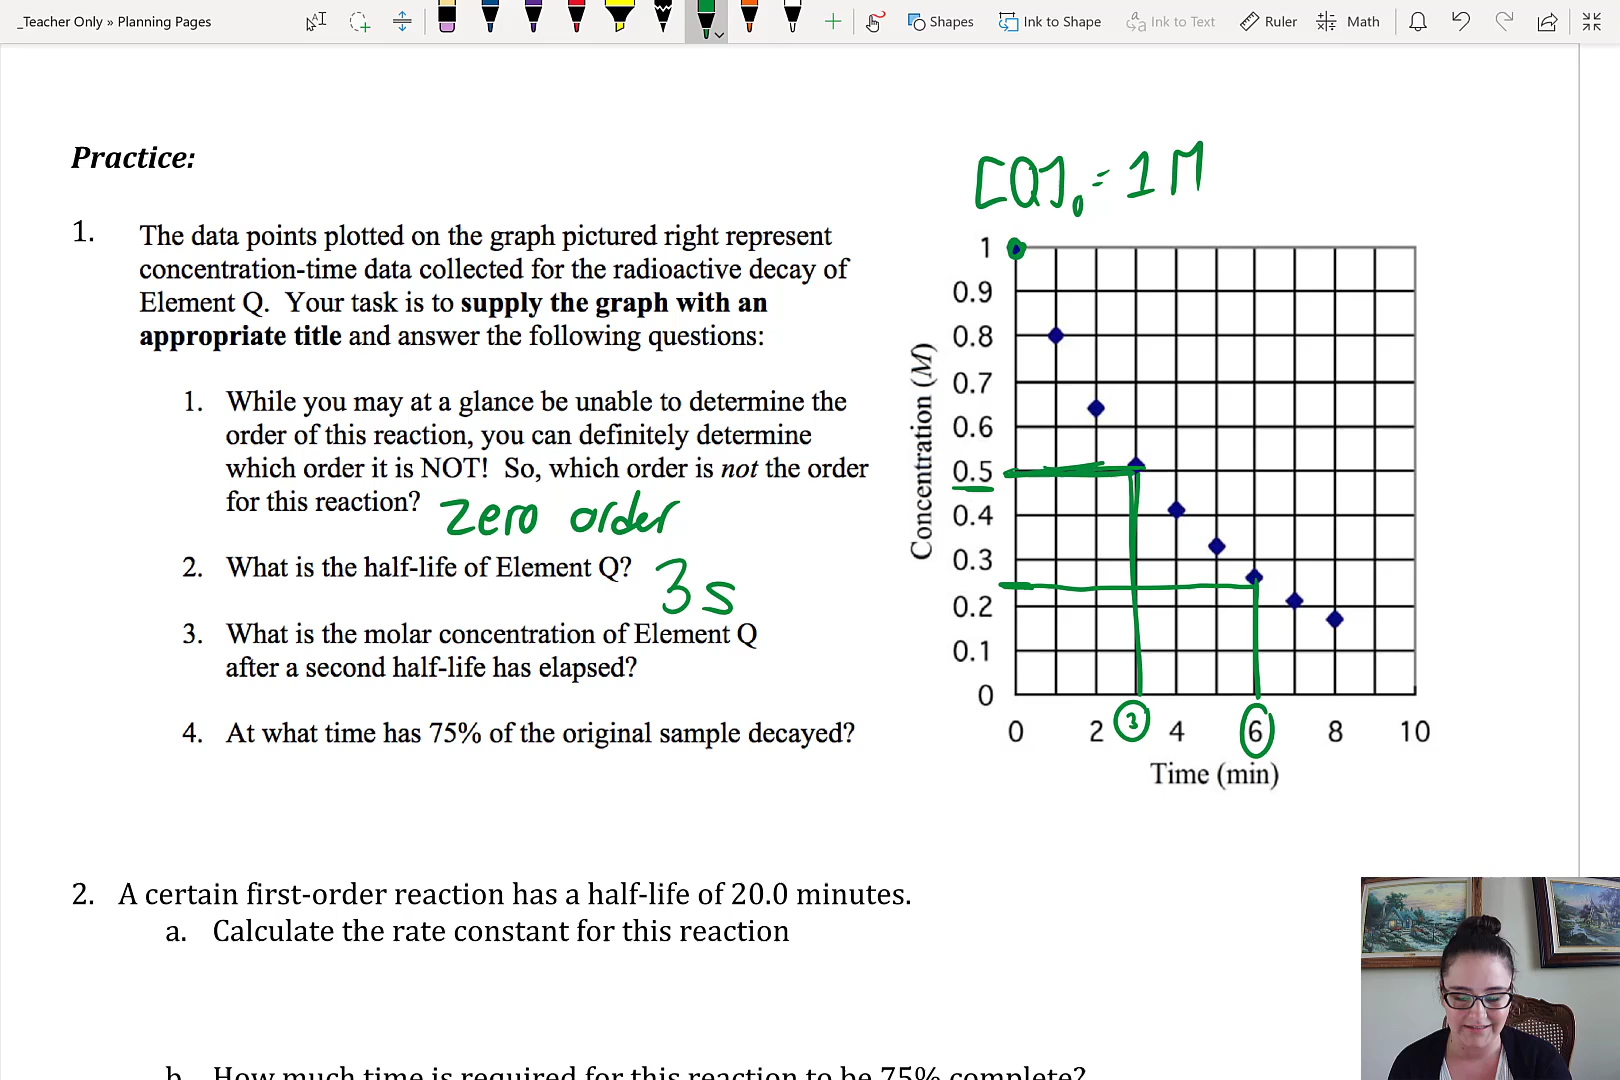 _Teacher Only » Planning Pages
Shapes
Ink to Shape
Ink to Text
Ruler
Math
Practice:
[Q]₀ = 1 M
1. The data points plotted on the graph pictured right represent
concentration-time data collected for the radioactive decay of
Element Q. Your task is to supply the graph with an
appropriate title and answer the following questions:
1. While you may at a glance be unable to determine the
order of this reaction, you can definitely determine
which order it is NOT! So, which order is not the order
for this reaction? zero order
2. What is the half-life of Element Q? 3s
3. What is the molar concentration of Element Q
after a second half-life has elapsed?
4. At what time has 75% of the original sample decayed?
Concentration (M)
1
0.9
0.8
0.7
0.6
0.5
0.4
0.3
0.2
0.1
0
0 2 3 4 6 8 10
Time (min)
2. A certain first-order reaction has a half-life of 20.0 minutes.
a. Calculate the rate constant for this reaction
b. How much time is required for this reaction to be 75% complete?